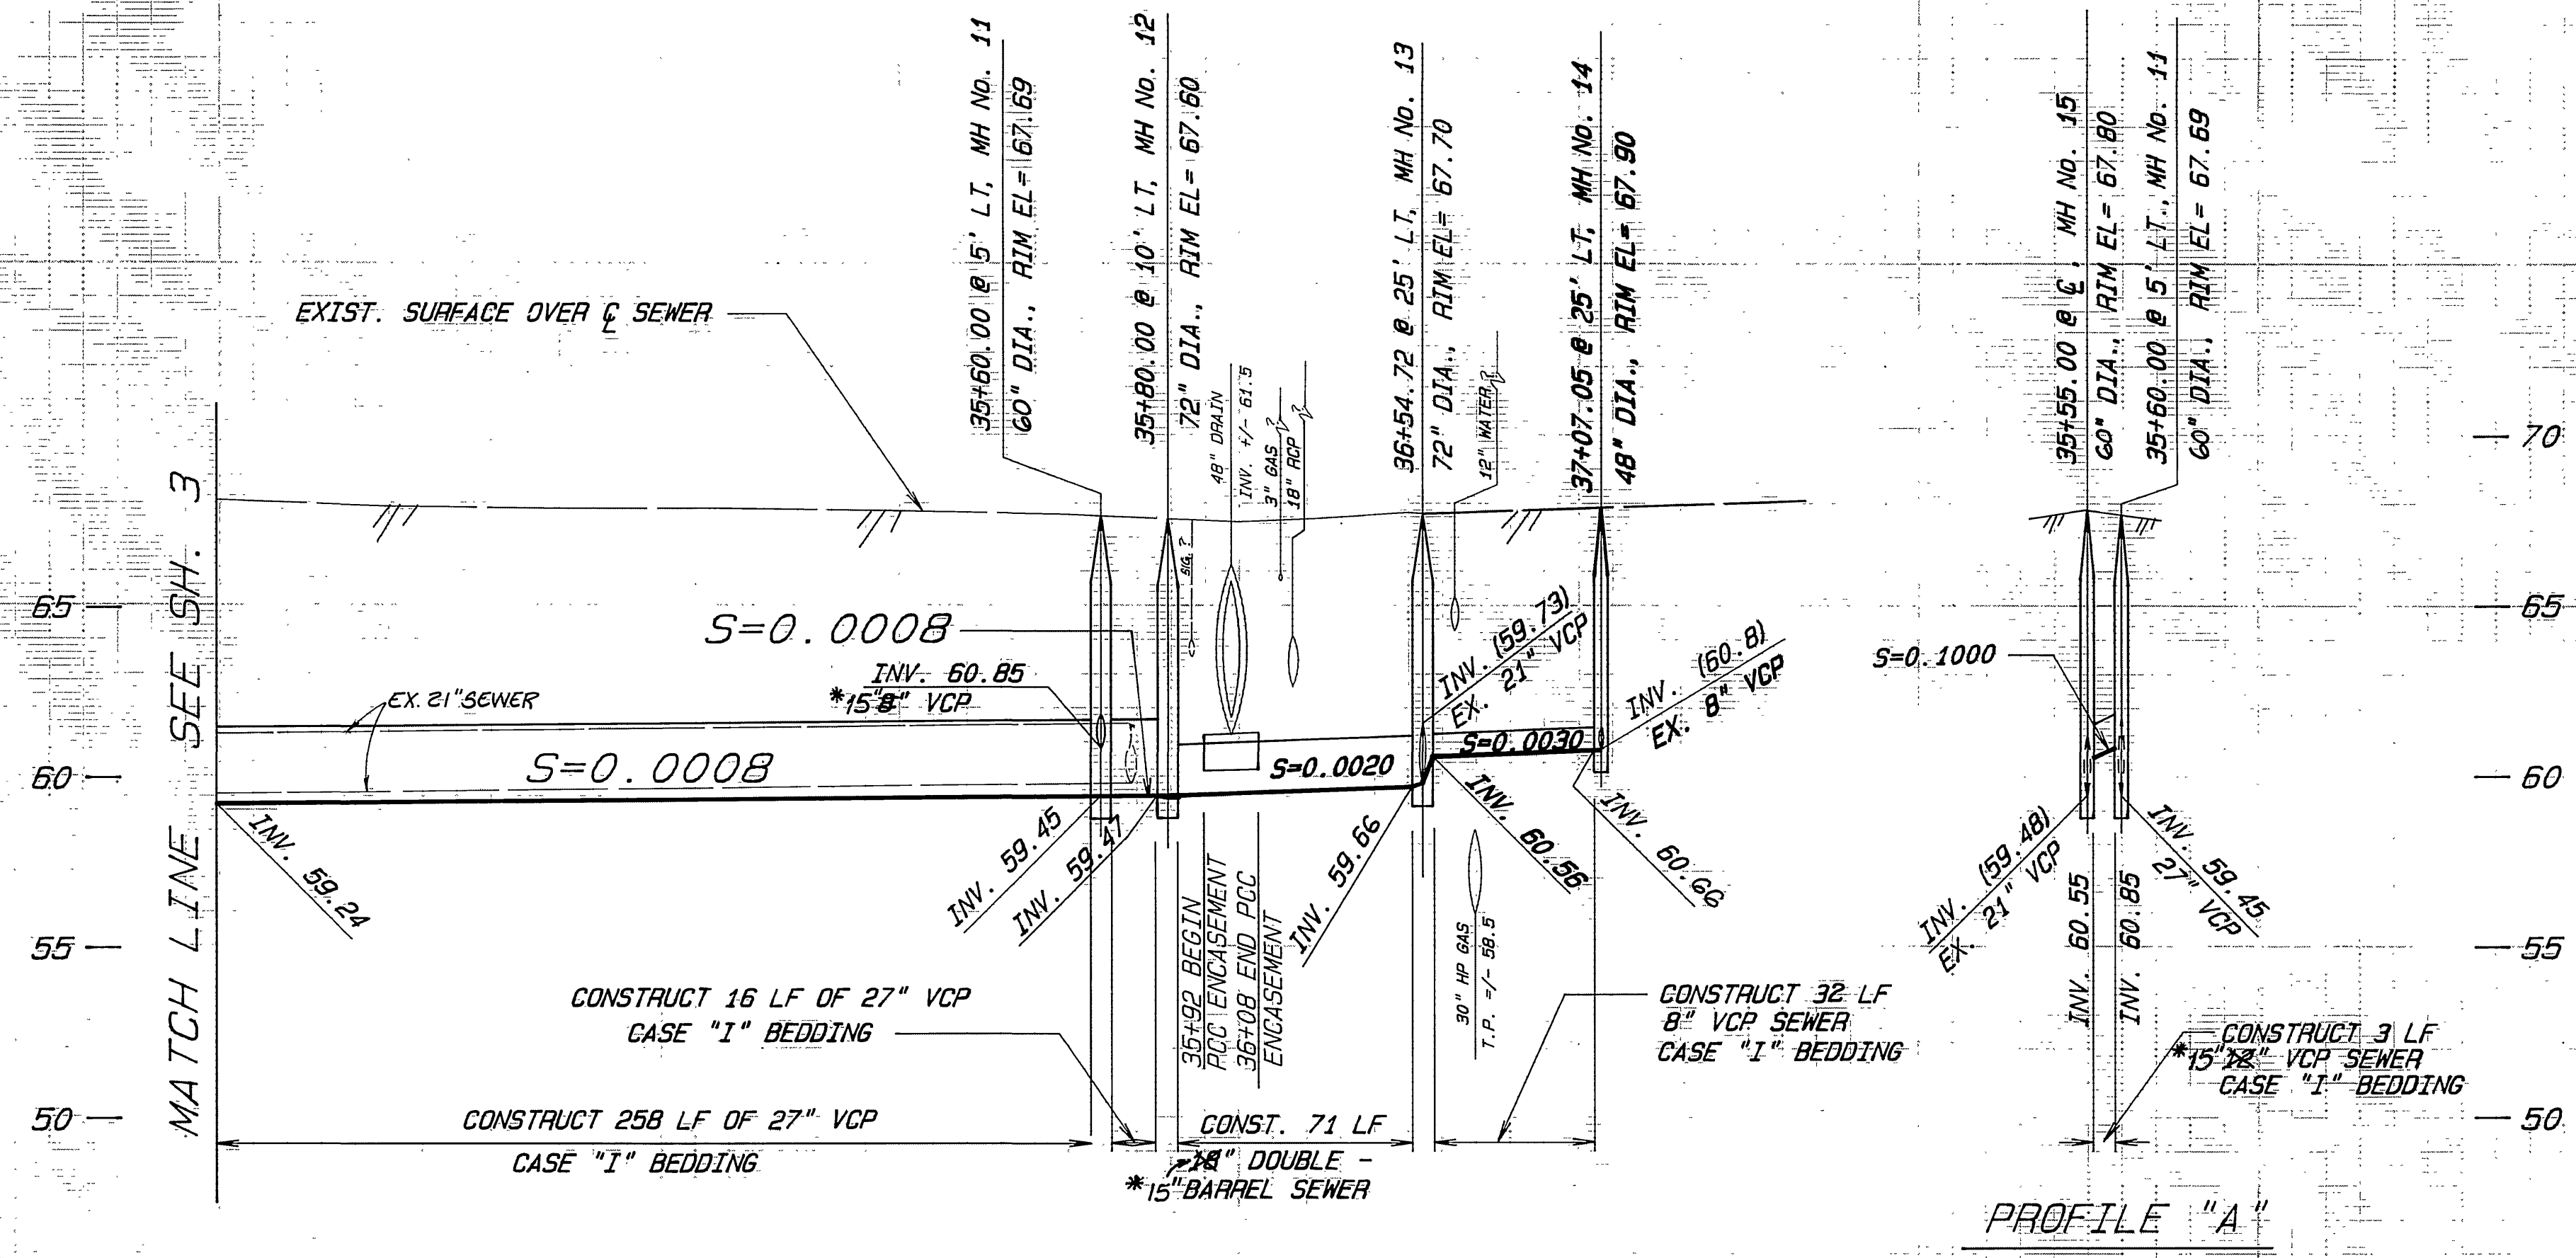 35+60.00 @ 5' LT, MH No. 11
60" DIA., RIM EL= 67.69
35+80.00 @ 10' LT, MH No. 12
72" DIA., RIM EL= 67.60
36+54.72 @ 25' LT, MH No. 13
72" DIA., RIM EL= 67.70
37+07.05 @ 25' LT, MH No. 14
48" DIA., RIM EL= 67.90
35+55.00 @ ℄, MH No. 15
60" DIA., RIM EL= 67.80
35+60.00 @ 5' LT., MH No. 11
60" DIA., RIM EL= 67.69
EXIST. SURFACE OVER ℄ SEWER
48" DRAIN
INV. +/- 61.5
3" GAS ?
18" RCP ?
12" WATER ?
SIG. ?
MATCH LINE SEE SH. 3
65
60
55
50
70
65
60
55
50
S=0.0008
INV. 60.85
*15" 8" VCP
EX. 21" SEWER
S=0.0008
S=0.0020
S=0.0030
INV. (59.73)
EX. 21" VCP
INV. (60.8)
EX. 8" VCP
S=0.1000
INV. 59.24
INV. 59.45
INV. 59.47
INV. 59.66
INV. 60.56
INV. 60.66
35+92 BEGIN
PCC ENCASEMENT
36+08 END PCC
ENCASEMENT
30" HP GAS
T.P. =/- 58.5
INV. (59.48)
EX. 21" VCP
INV. 60.55
INV. 60.85
INV. 59.45
27" VCP
CONSTRUCT 16 LF OF 27" VCP
CASE "I" BEDDING
CONSTRUCT 258 LF OF 27" VCP
CASE "I" BEDDING
CONST. 71 LF
18" DOUBLE -
*15" BARREL SEWER
CONSTRUCT 32 LF
8" VCP SEWER
CASE "I" BEDDING
CONSTRUCT 3 LF
*15" 12" VCP SEWER
CASE "I" BEDDING
PROFILE "A"